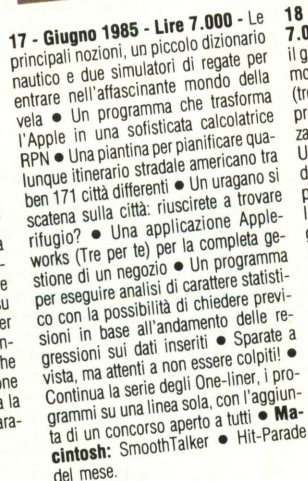 17 - Giugno 1985 - Lire 7.000 - Le
principali nozioni, un piccolo dizionario
nautico e due simulatori di regate per
entrare nell'affascinante mondo della
vela ● Un programma che trasforma
l'Apple in una sofisticata calcolatrice
RPN ● Una piantina per pianificare qua-
lunque itinerario stradale americano tra
ben 171 città differenti ● Un uragano si
scatena sulla città: riuscirete a trovare
rifugio? ● Una applicazione Apple-
works (Tre per te) per la completa ge-
stione di un negozio ● Un programma
per eseguire analisi di carattere statisti-
co con la possibilità di chiedere previ-
sioni in base all'andamento delle re-
gressioni sui dati inseriti ● Sparate a
vista, ma attenti a non essere colpiti! ●
Continua la serie degli One-liner, i pro-
grammi su una linea sola, con l'aggiun-
ta di un concorso aperto a tutti ● Ma-
cintosh: SmoothTalker ● Hit-Parade
del mese.
18